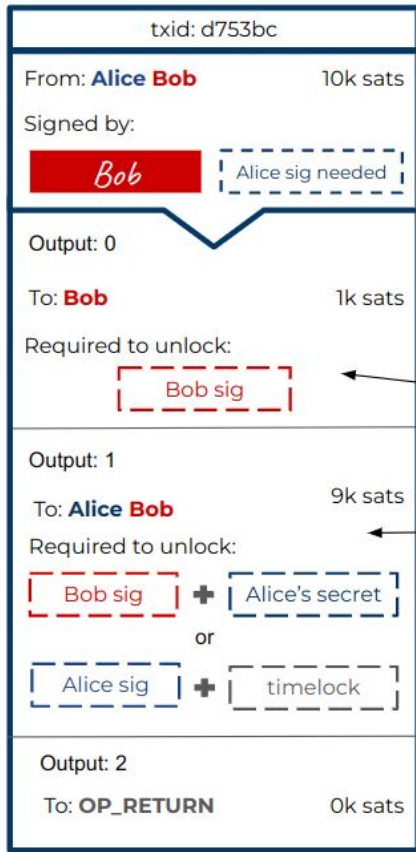 txid: d753bc
From: Alice Bob 10k sats
Signed by:
Bob Alice sig needed
Output: 0
To: Bob 1k sats
Required to unlock:
Bob sig
Output: 1
To: Alice Bob 9k sats
Required to unlock:
Bob sig + Alice's secret
or
Alice sig + timelock
Output: 2
To: OP_RETURN 0k sats